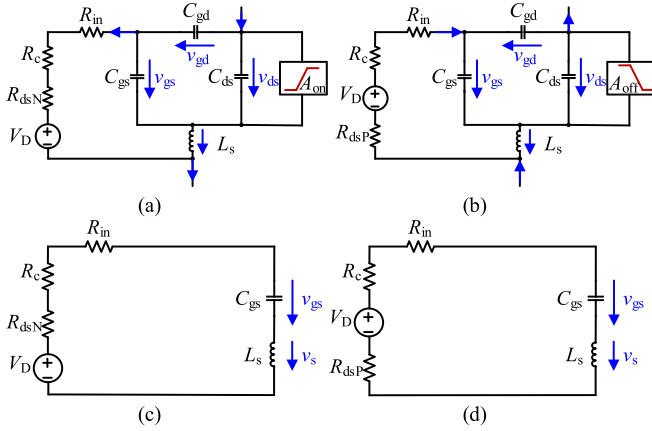 R_in C_gd R_in C_gd
R_c v_gd R_c v_gd
C_gs v_gs C_ds v_ds A_on C_gs v_gs C_ds v_ds A_off
R_dsN V_D
V_D L_s R_dsP L_s
(a) (b)
R_in R_in
R_c R_c
C_gs v_gs C_gs v_gs
R_dsN V_D
V_D L_s v_s R_dsP L_s v_s
(c) (d)